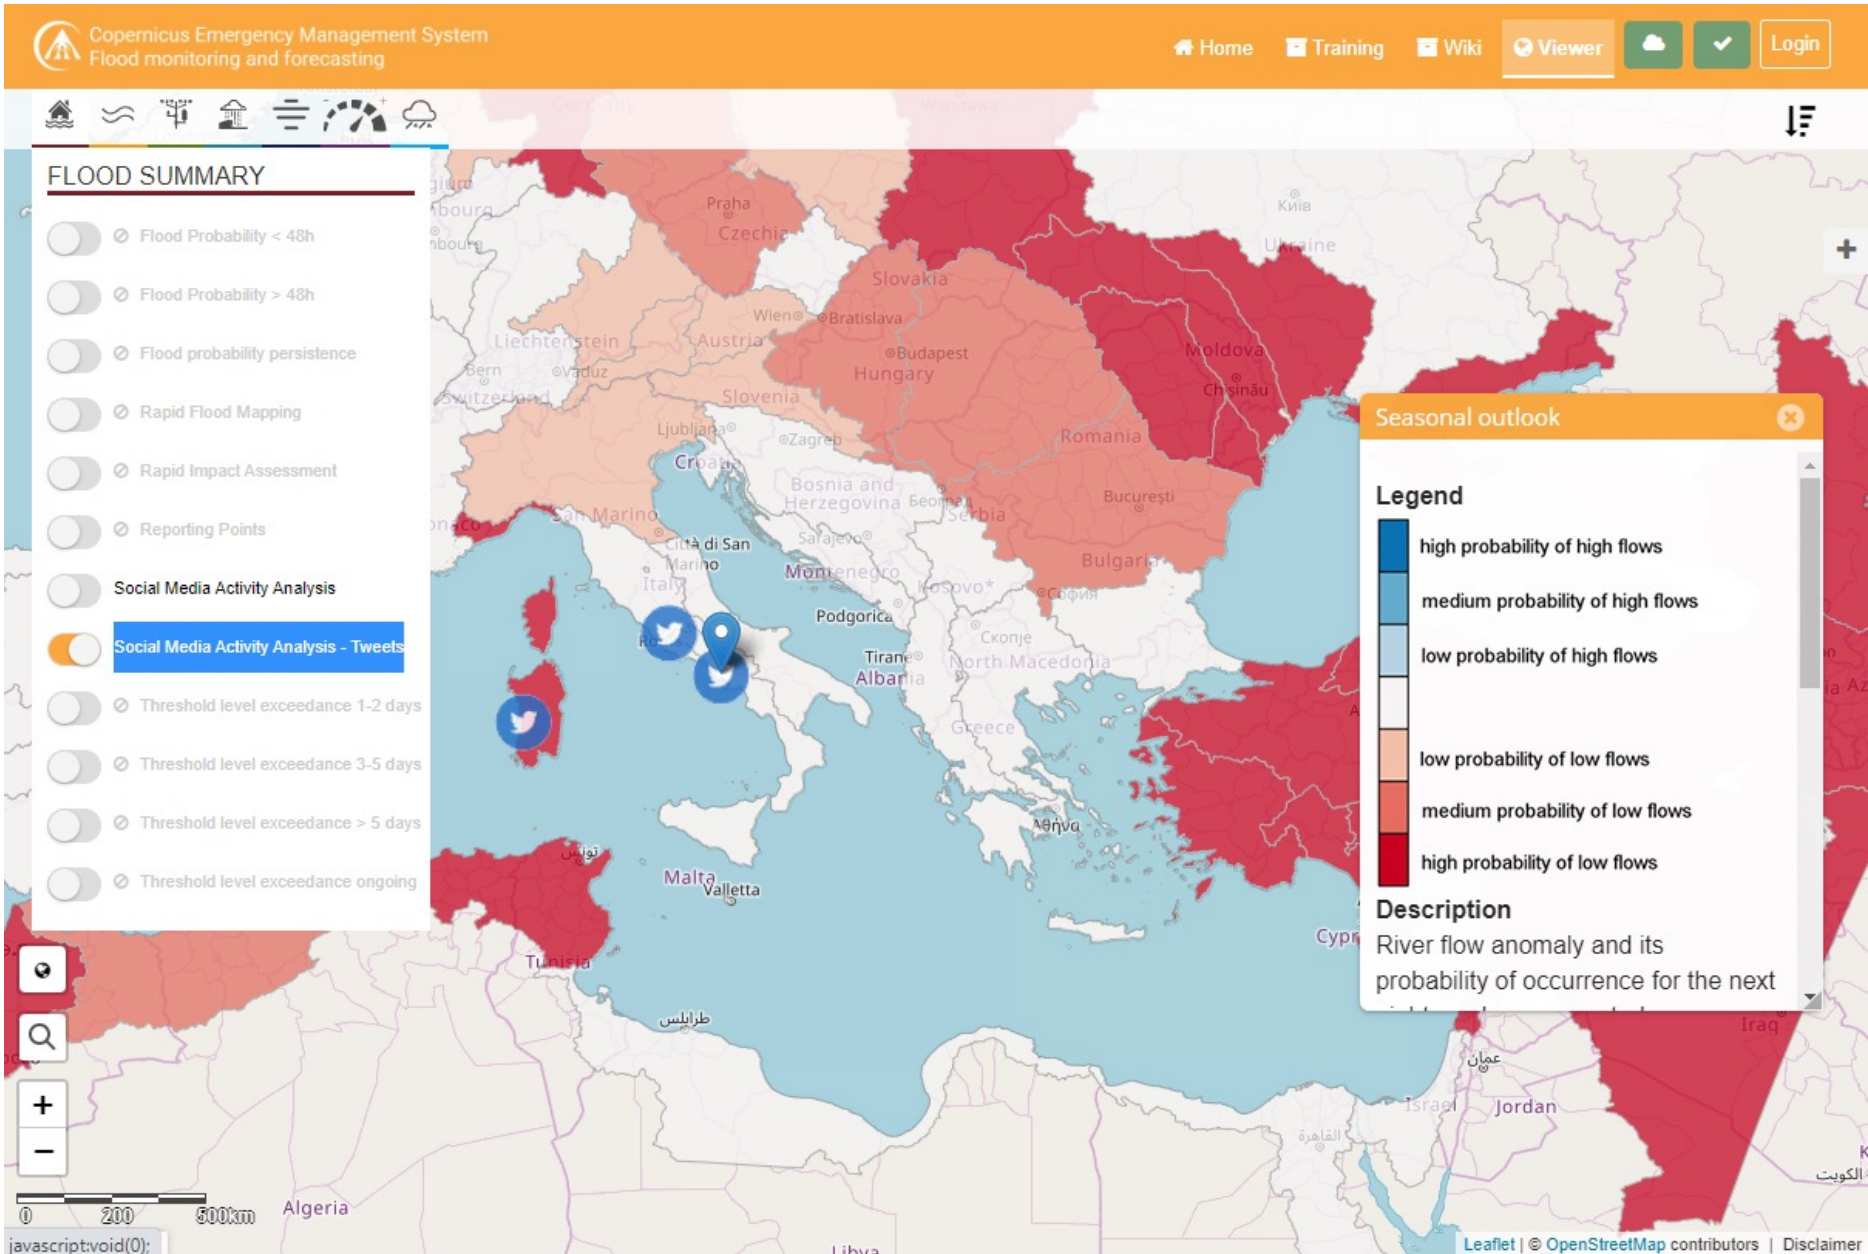 Copernicus Emergency Management System
Flood monitoring and forecasting
Home
Training
Wiki
Viewer
Login
Germany
Warszawa
FLOOD SUMMARY
Flood Probability < 48h
Flood Probability > 48h
Flood probability persistence
Rapid Flood Mapping
Rapid Impact Assessment
Reporting Points
Social Media Activity Analysis
Social Media Activity Analysis - Tweets
Threshold level exceedance 1-2 days
Threshold level exceedance 3-5 days
Threshold level exceedance > 5 days
Threshold level exceedance ongoing
Praha
Czechia
Київ
Ukraine
Slovakia
Wien
Bratislava
Liechtenstein
Austria
Budapest
Hungary
Moldova
Chișinău
Bern
Vaduz
Switzerland
Slovenia
Ljubljana
Zagreb
Romania
Croatia
Bosnia and
Herzegovina
Београд
București
Serbia
San Marino
Città di San
Marino
Sarajevo
Italy
Montenegro
Kosovo*
Bulgaria
София
Podgorica
Скопје
Tirane
North Macedonia
Albania
Greece
Αθήνα
تونس
Malta
Valletta
Tunisia
طرابلس
Cypr
Iraq
عمان
Israel
Jordan
القاهرة
الكويت
Algeria
Libya
Seasonal outlook
Legend
high probability of high flows
medium probability of high flows
low probability of high flows
low probability of low flows
medium probability of low flows
high probability of low flows
Description
River flow anomaly and its
probability of occurrence for the next
+
−
0 200 500km
javascript:void(0);
Leaflet | © OpenStreetMap contributors | Disclaimer